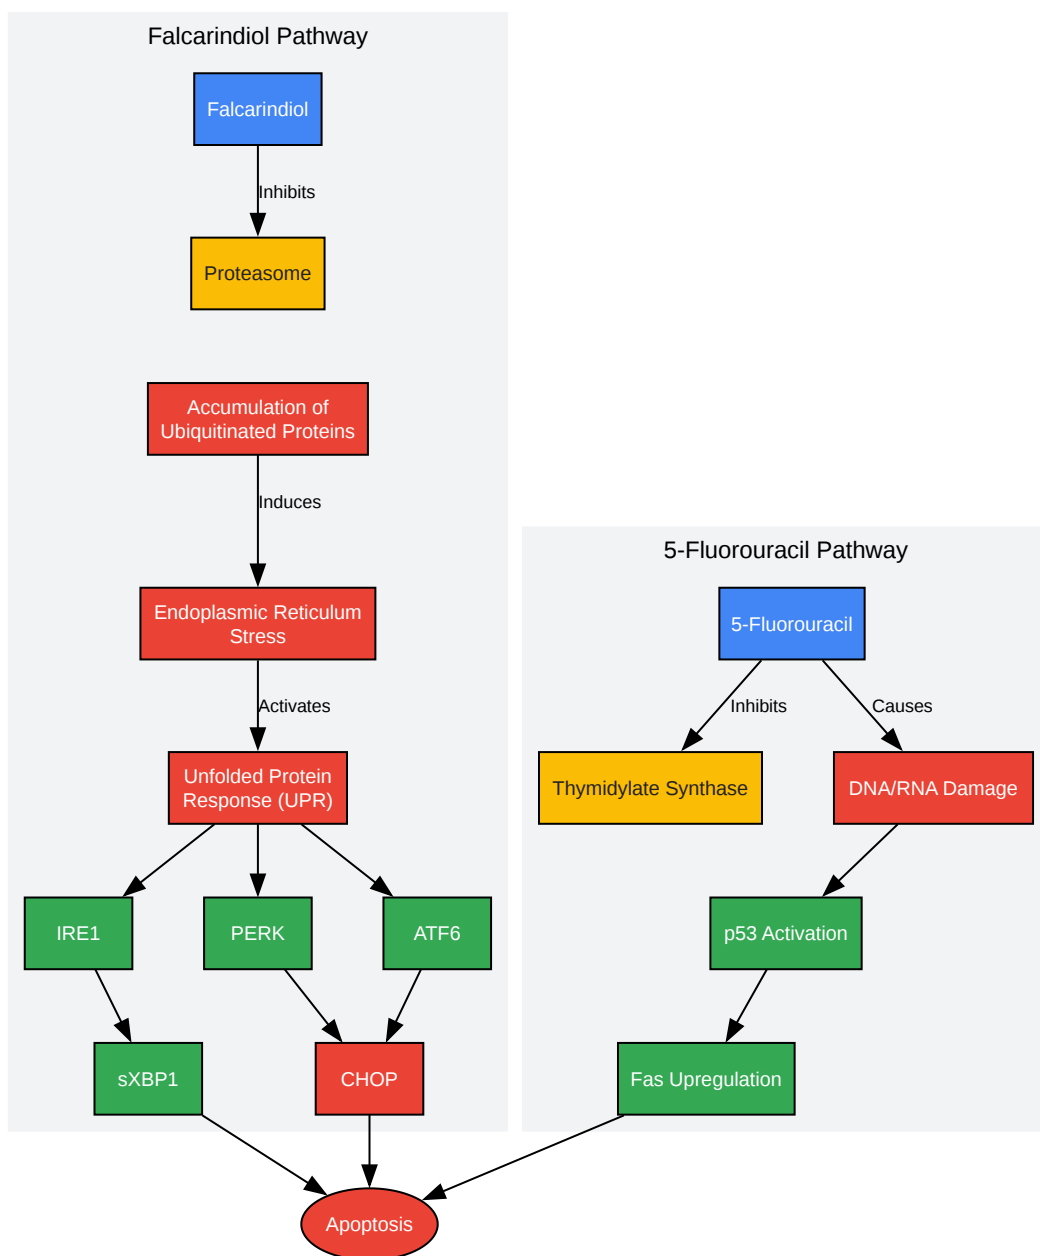 Falcarindiol Pathway
Falcarindiol
Inhibits
Proteasome
Accumulation of
Ubiquitinated Proteins
Induces
Endoplasmic Reticulum
Stress
Activates
Unfolded Protein
Response (UPR)
IRE1
PERK
ATF6
sXBP1
CHOP
5-Fluorouracil Pathway
5-Fluorouracil
Inhibits
Causes
Thymidylate Synthase
DNA/RNA Damage
p53 Activation
Fas Upregulation
Apoptosis